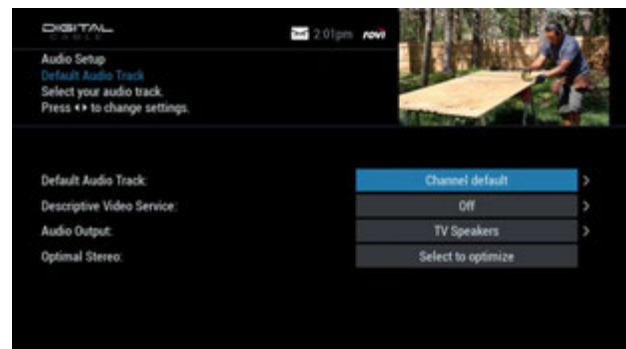 DIGITAL
CABLE
2:01pm rovi
Audio Setup
Default Audio Track
Select your audio track.
Press ◂▸ to change settings.
Default Audio Track: Channel default >
Descriptive Video Service: Off >
Audio Output: TV Speakers >
Optimal Stereo: Select to optimize